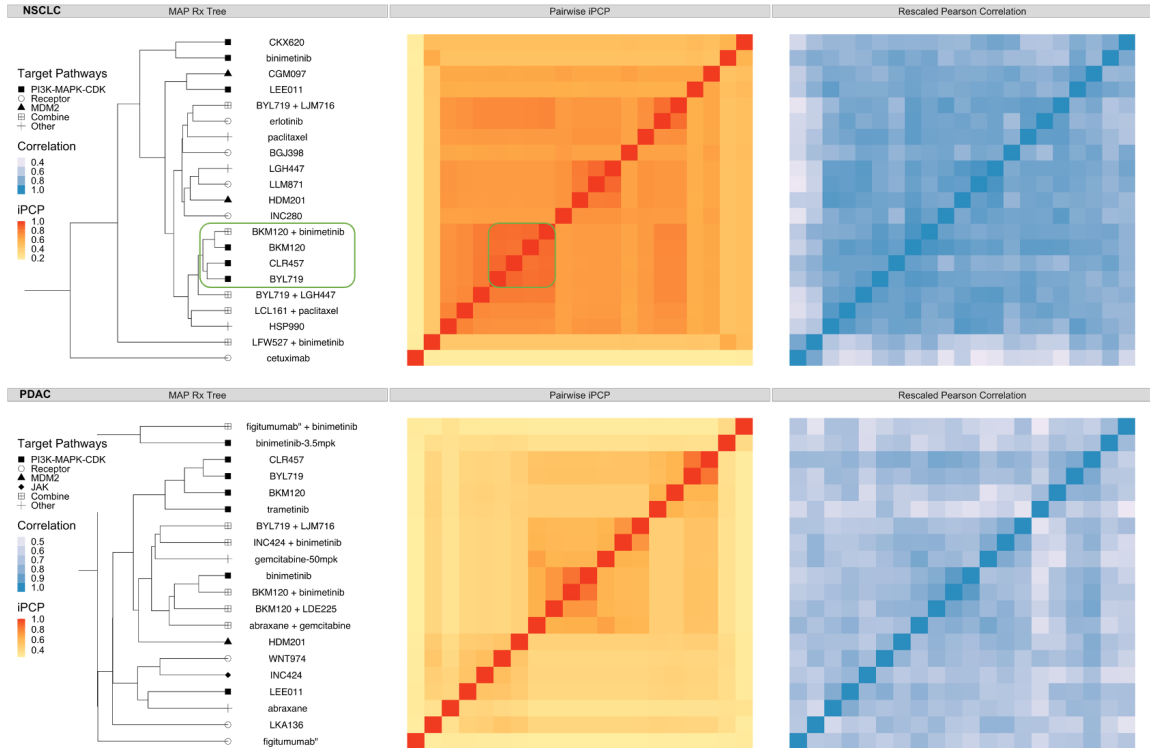 NSCLC
MAP Rx Tree
Pairwise iPCP
Rescaled Pearson Correlation
Target Pathways
PI3K-MAPK-CDK
Receptor
MDM2
Combine
Other
Correlation
0.4
0.6
0.8
1.0
iPCP
1.0
0.8
0.6
0.4
0.2
CKX620
binimetinib
CGM097
LEE011
BYL719 + LJM716
erlotinib
paclitaxel
BGJ398
LGH447
LLM871
HDM201
INC280
BKM120 + binimetinib
BKM120
CLR457
BYL719
BYL719 + LGH447
LCL161 + paclitaxel
HSP990
LFW527 + binimetinib
cetuximab
PDAC
MAP Rx Tree
Pairwise iPCP
Rescaled Pearson Correlation
Target Pathways
PI3K-MAPK-CDK
Receptor
MDM2
JAK
Combine
Other
Correlation
0.5
0.6
0.7
0.8
0.9
1.0
iPCP
1.0
0.8
0.6
0.4
figitumumab" + binimetinib
binimetinib-3.5mpk
CLR457
BYL719
BKM120
trametinib
BYL719 + LJM716
INC424 + binimetinib
gemcitabine-50mpk
binimetinib
BKM120 + binimetinib
BKM120 + LDE225
abraxane + gemcitabine
HDM201
WNT974
INC424
LEE011
abraxane
LKA136
figitumumab"